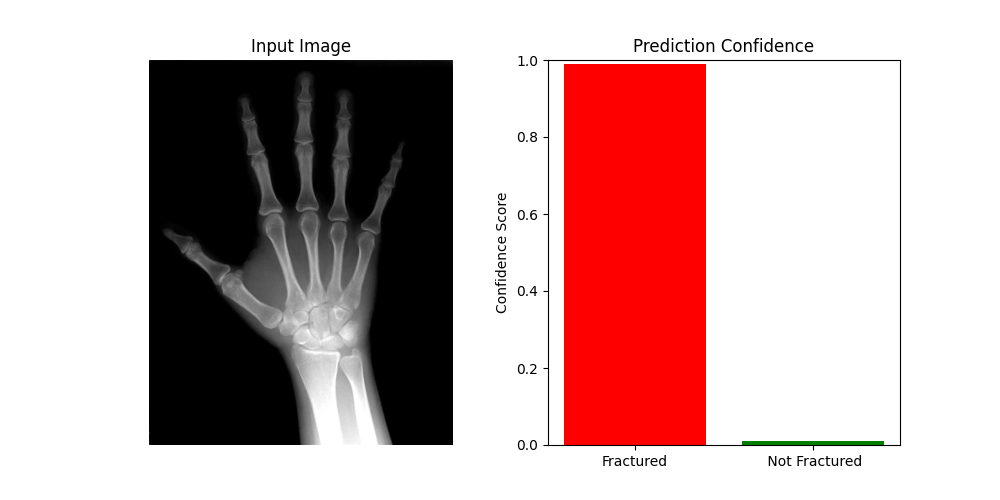 Input Image
Prediction Confidence
Confidence Score
1.0
0.8
0.6
0.4
0.2
0.0
Fractured
Not Fractured